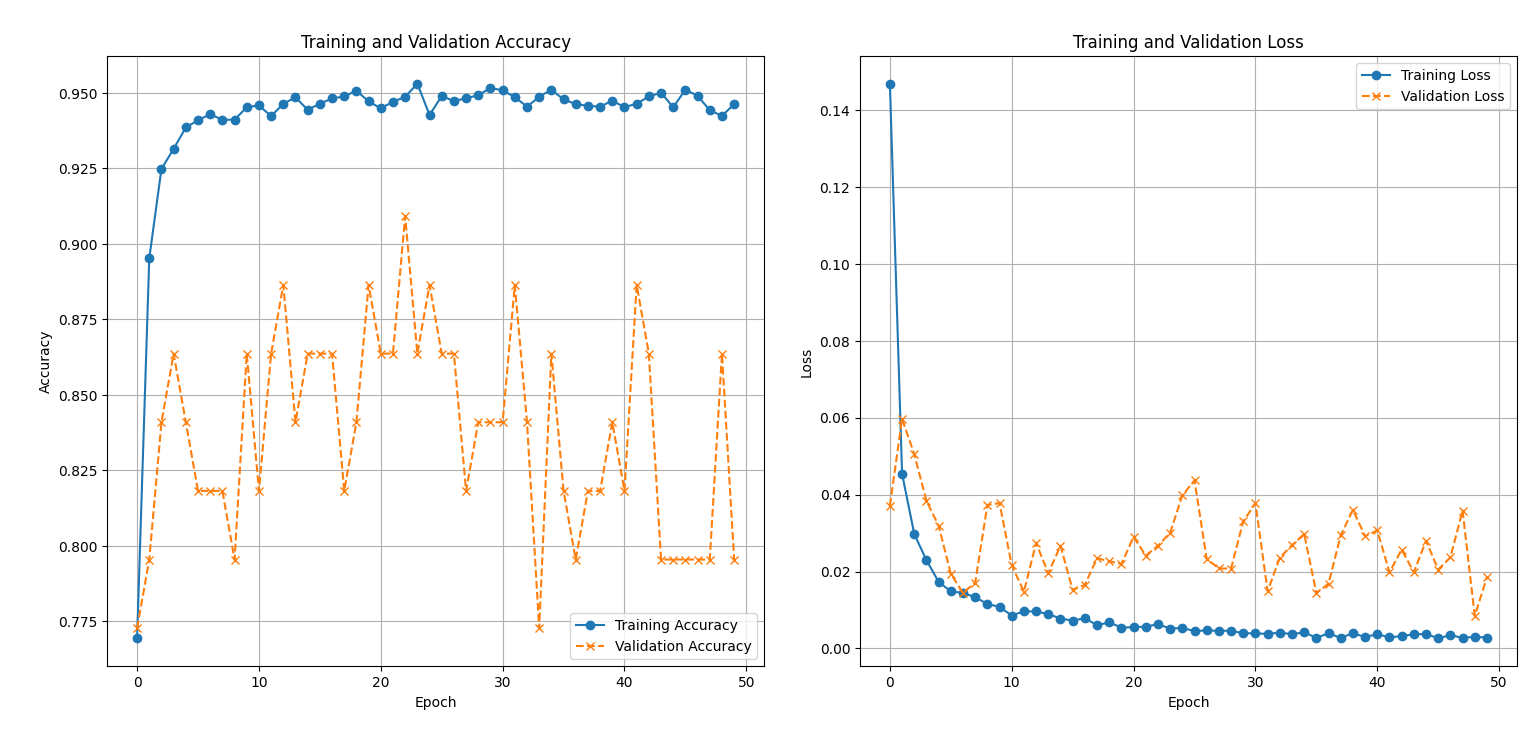 Training and Validation Accuracy
0.950
0.925
0.900
0.875
0.850
0.825
0.800
0.775
Accuracy
0
10
20
30
40
50
Epoch
Training Accuracy
Validation Accuracy
Training and Validation Loss
0.14
0.12
0.10
0.08
0.06
0.04
0.02
0.00
Loss
0
10
20
30
40
50
Epoch
Training Loss
Validation Loss